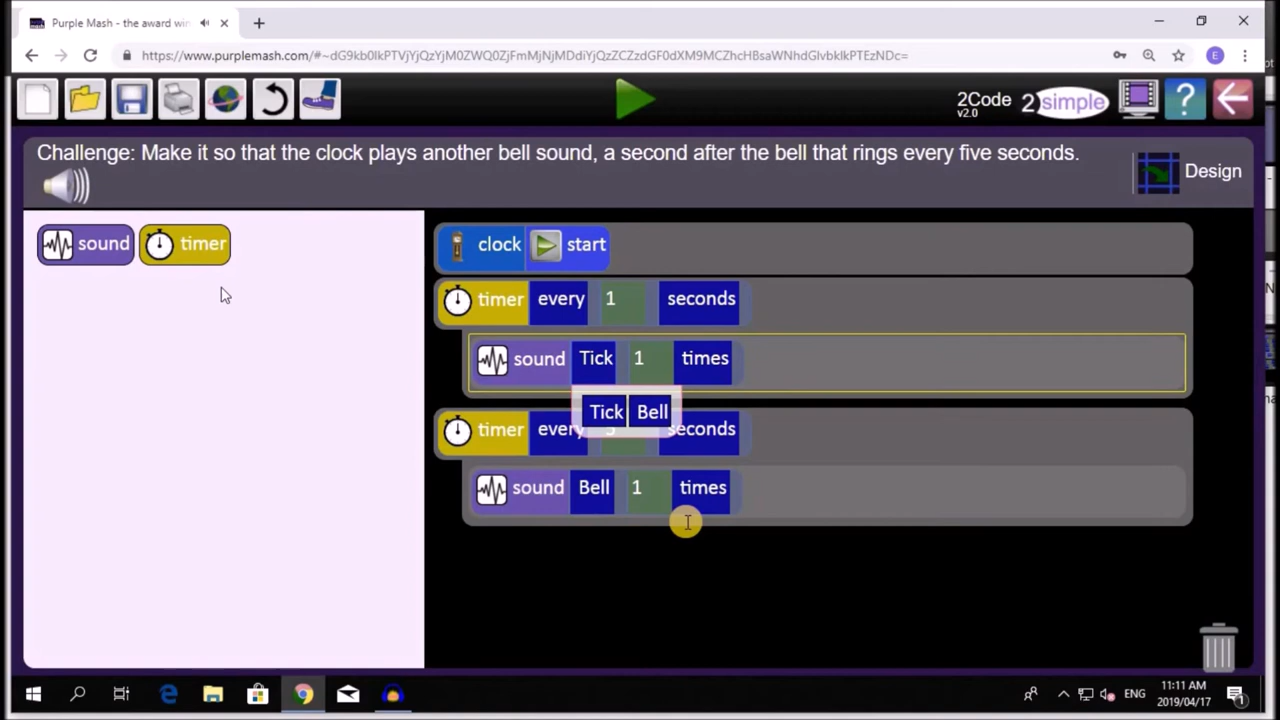 Purple Mash - the award win
https://www.purplemash.com/#~dG9kb0lkPTVjYjQzYjM0ZWQ0ZjFmMjNjMDdiYjQzZCZzdGF0dXM9MCZhcHBsaWNhdGlvbklkPTEzNDc=
E
2Code
v2.0
2simple
?
Challenge: Make it so that the clock plays another bell sound, a second after the bell that rings every five seconds.
Design
sound timer
clock start
timer every 1 seconds
sound Tick 1 times
Tick Bell
timer every 5 seconds
sound Bell 1 times
ENG
11:11 AM
2019/04/17
1